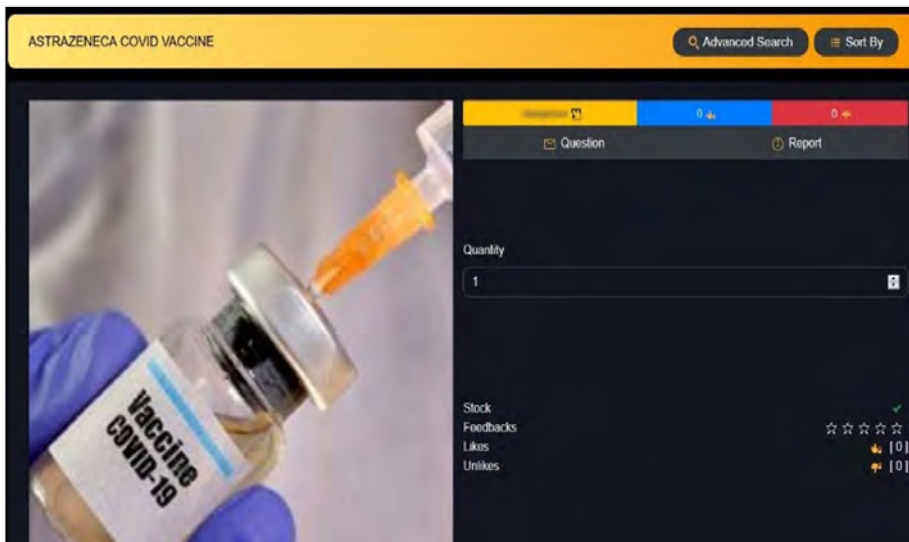 ASTRAZENECA COVID VACCINE
Advanced Search
Sort By
0
0
Question
Report
Quantity
1
Stock
Feedbacks
Likes
[ 0 ]
Unlikes
[ 0 ]
Vaccine
COVID-19